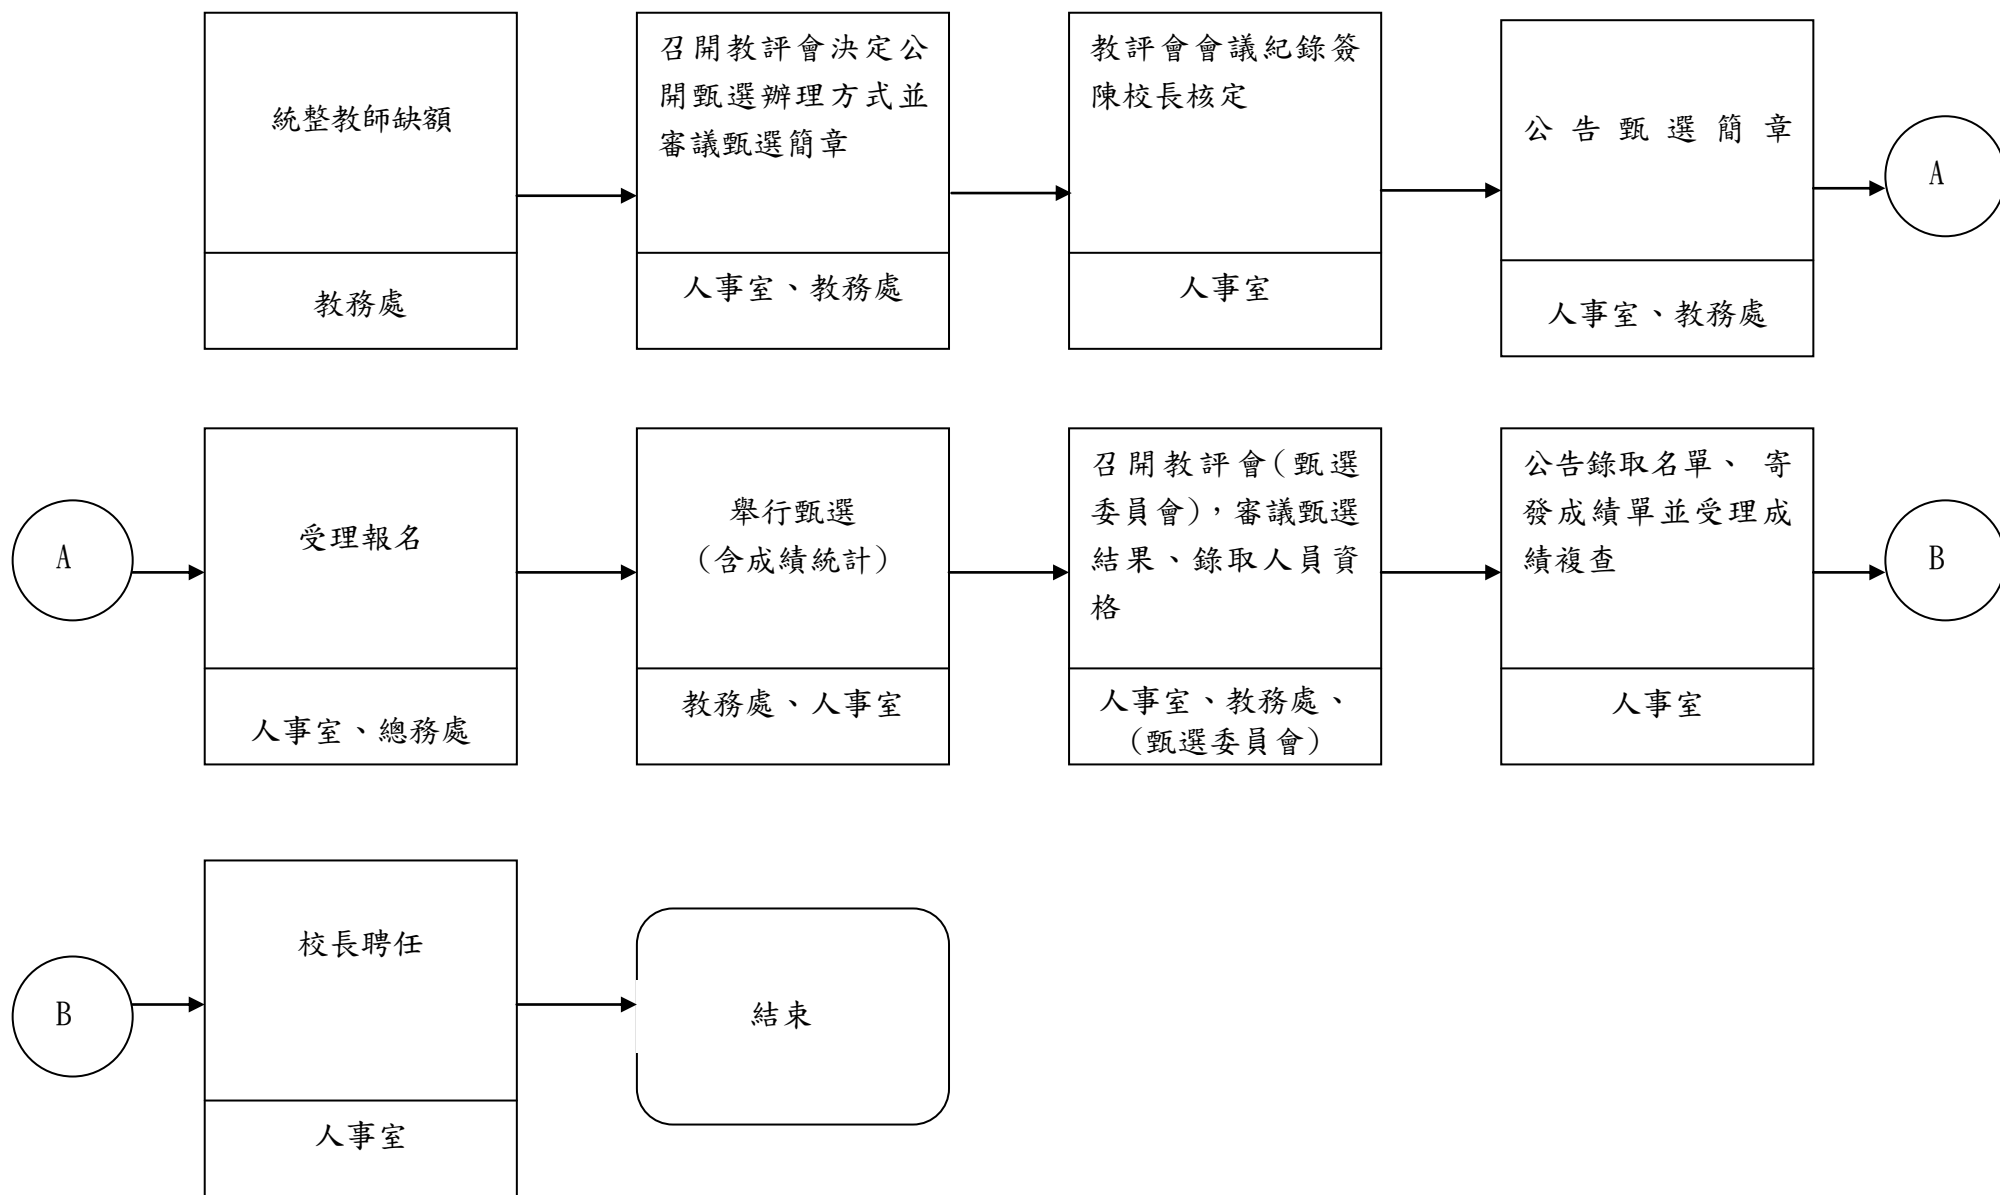 統整教師缺額
教務處
召開教評會決定公
開甄選辦理方式並
審議甄選簡章
人事室、教務處
教評會會議紀錄簽
陳校長核定
人事室
公告甄選簡章
人事室、教務處
A
A
受理報名
人事室、總務處
舉行甄選
(含成績統計)
教務處、人事室
召開教評會(甄選
委員會),審議甄選
結果、錄取人員資
格
人事室、教務處、
(甄選委員會)
公告錄取名單、 寄
發成績單並受理成
績複查
人事室
B
B
校長聘任
人事室
結束